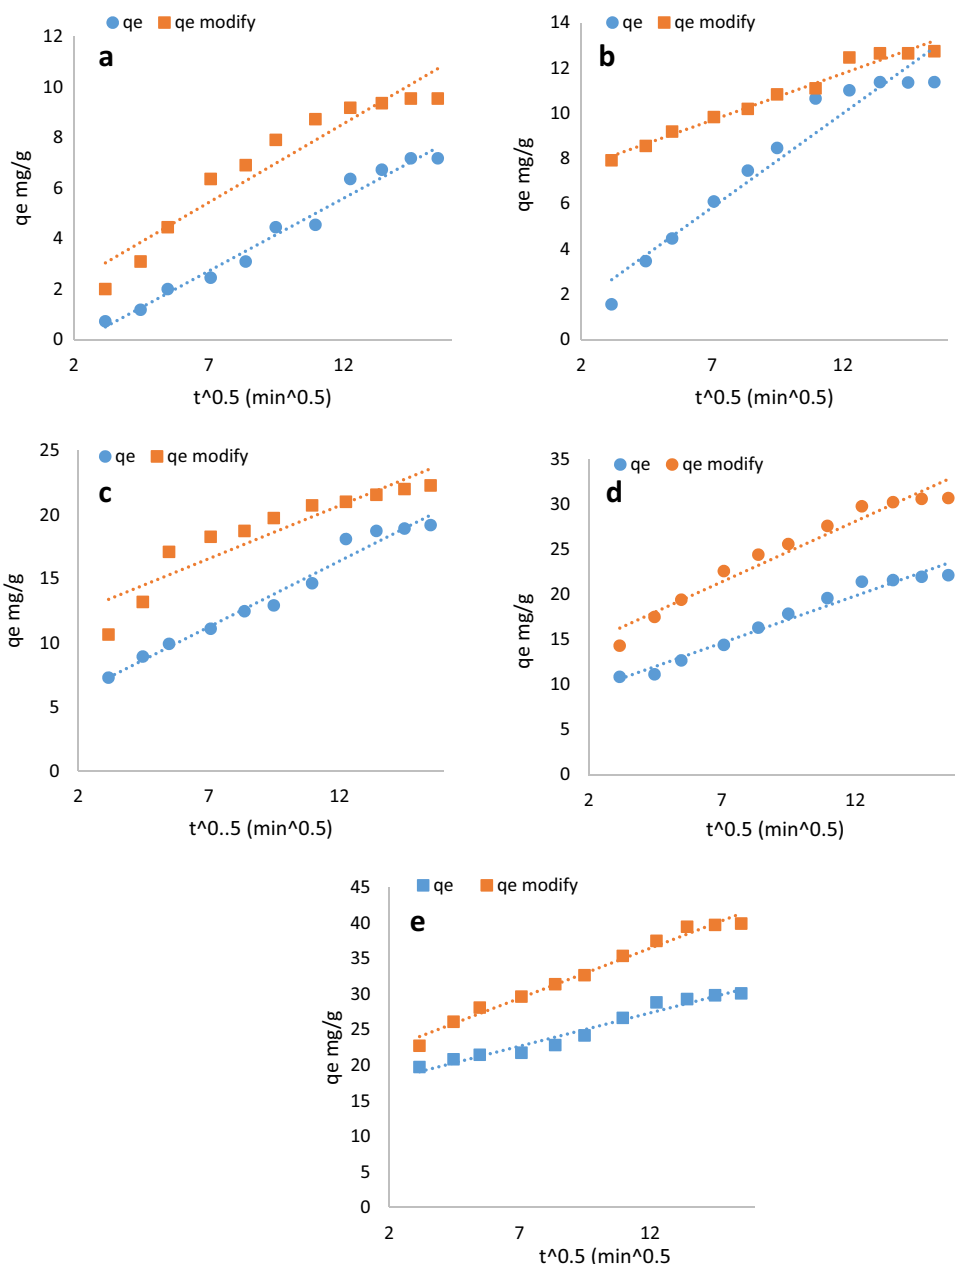 qe qe modify
a
12
10
8
6
4
2
0
2 7 12
qe mg/g
t^0.5 (min^0.5)
qe qe modify
b
14
12
10
8
6
4
2
0
2 7 12
qe mg/g
t^0.5 (min^0.5)
qe qe modify
c
25
20
15
10
5
0
2 7 12
qe mg/g
t^0..5 (min^0.5)
qe qe modify
d
35
30
25
20
15
10
5
0
2 7 12
qe mg/g
t^0.5 (min^0.5)
qe qe modify
e
45
40
35
30
25
20
15
10
5
0
2 7 12
qe mg/g
t^0.5 (min^0.5